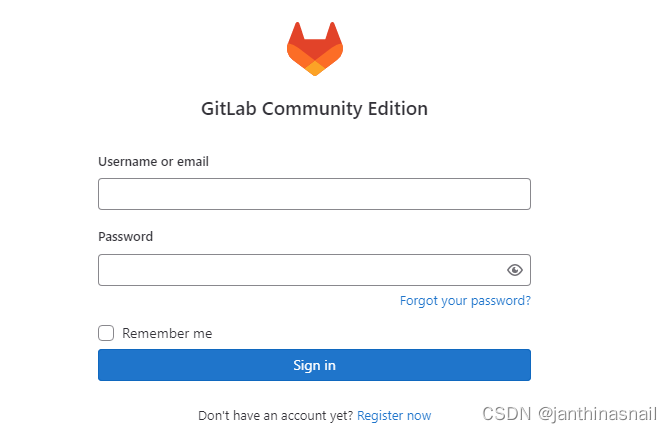 GitLab Community Edition
Username or email
Password
Forgot your password?
Remember me
Sign in
Don't have an account yet? Register now
CSDN @janthinasnail